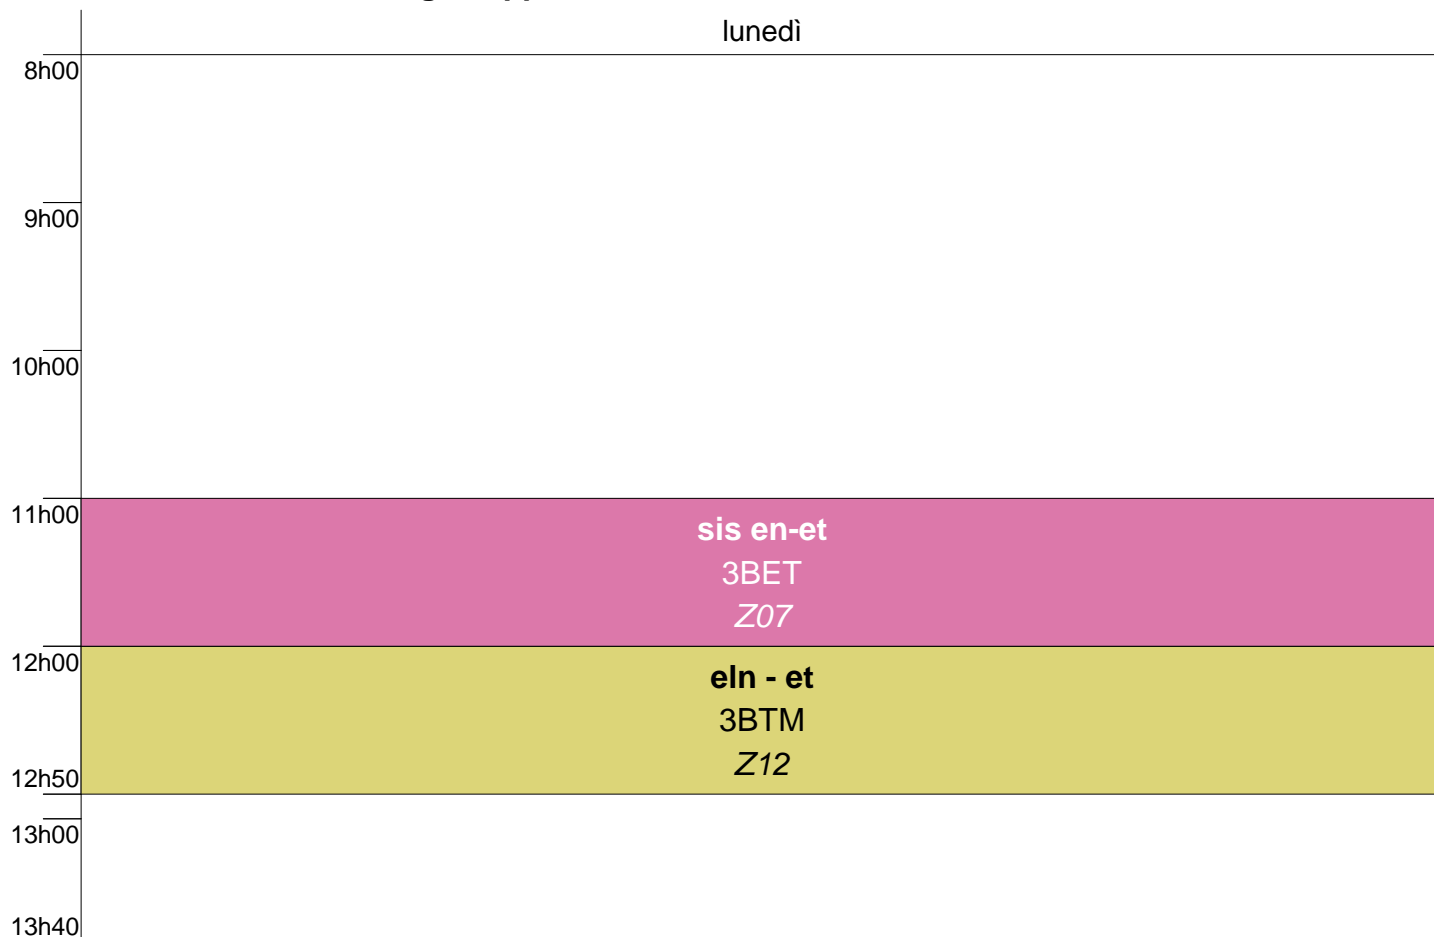 lunedì
8h00
9h00
10h00
11h00
sis en-et
3BET
Z07
12h00
eln - et
3BTM
Z12
12h50
13h00
13h40